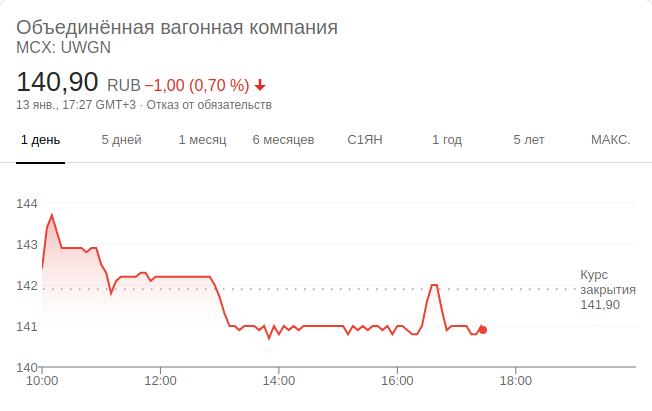 Объединённая вагонная компания
MCX: UWGN
140,90 RUB −1,00 (0,70 %)
13 янв., 17:27 GMT+3 · Отказ от обязательств
1 день 5 дней 1 месяц 6 месяцев С1ЯН 1 год 5 лет МАКС.
144
143
142
141
140
Курс
закрытия
141,90
10:00 12:00 14:00 16:00 18:00